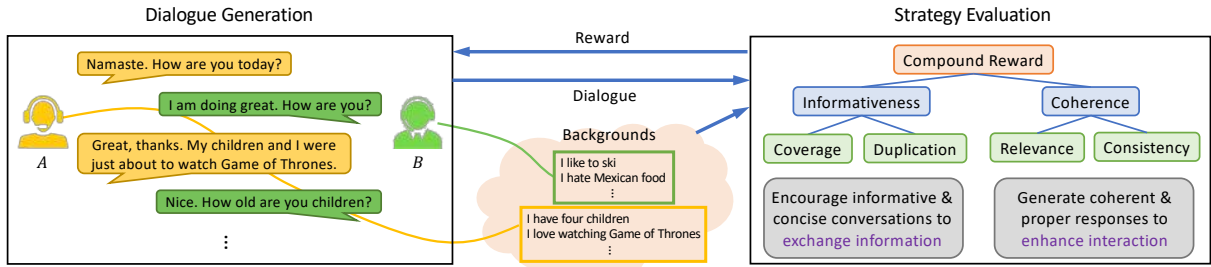 Dialogue Generation
Namaste. How are you today?
I am doing great. How are you?
A
B
Great, thanks. My children and I were
just about to watch Game of Thrones.
Nice. How old are you children?
⋮
Reward
Dialogue
Backgrounds
I like to ski
I hate Mexican food
⋮
I have four children
I love watching Game of Thrones
⋮
Strategy Evaluation
Compound Reward
Informativeness
Coherence
Coverage
Duplication
Relevance
Consistency
Encourage informative &
concise conversations to
exchange information
Generate coherent &
proper responses to
enhance interaction